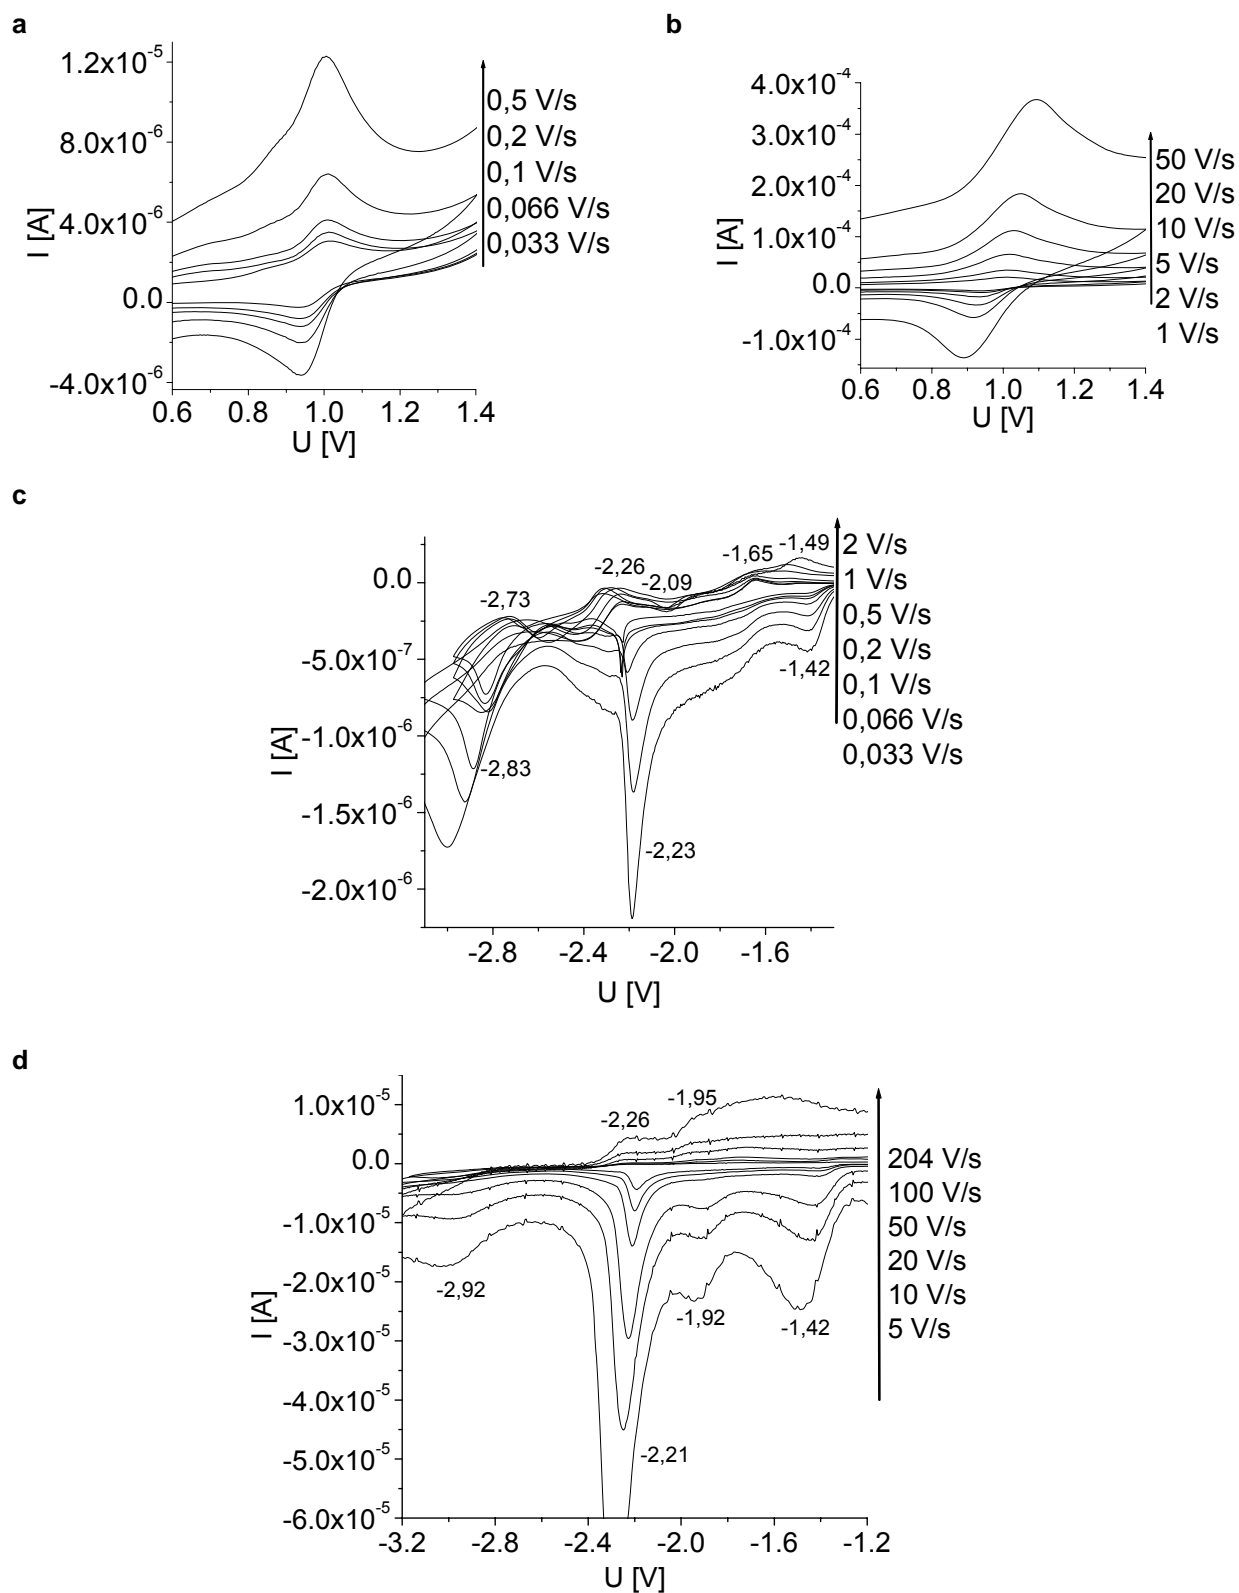 a
1.2x10-5
8.0x10-6
4.0x10-6
0.0
-4.0x10-6
0.6 0.8 1.0 1.2 1.4
U [V]
I [A]
0,5 V/s
0,2 V/s
0,1 V/s
0,066 V/s
0,033 V/s
b
4.0x10-4
3.0x10-4
2.0x10-4
1.0x10-4
0.0
-1.0x10-4
0.6 0.8 1.0 1.2 1.4
U [V]
I [A]
50 V/s
20 V/s
10 V/s
5 V/s
2 V/s
1 V/s
c
0.0
-5.0x10-7
-1.0x10-6
-1.5x10-6
-2.0x10-6
-2.8 -2.4 -2.0 -1.6
U [V]
I [A]
-2,73
-2,26
-2,09
-1,65
-1,49
-1,42
-2,83
-2,23
2 V/s
1 V/s
0,5 V/s
0,2 V/s
0,1 V/s
0,066 V/s
0,033 V/s
d
1.0x10-5
0.0
-1.0x10-5
-2.0x10-5
-3.0x10-5
-4.0x10-5
-5.0x10-5
-6.0x10-5
-3.2 -2.8 -2.4 -2.0 -1.6 -1.2
U [V]
I [A]
-1,95
-2,26
-2,92
-1,92
-1,42
-2,21
204 V/s
100 V/s
50 V/s
20 V/s
10 V/s
5 V/s